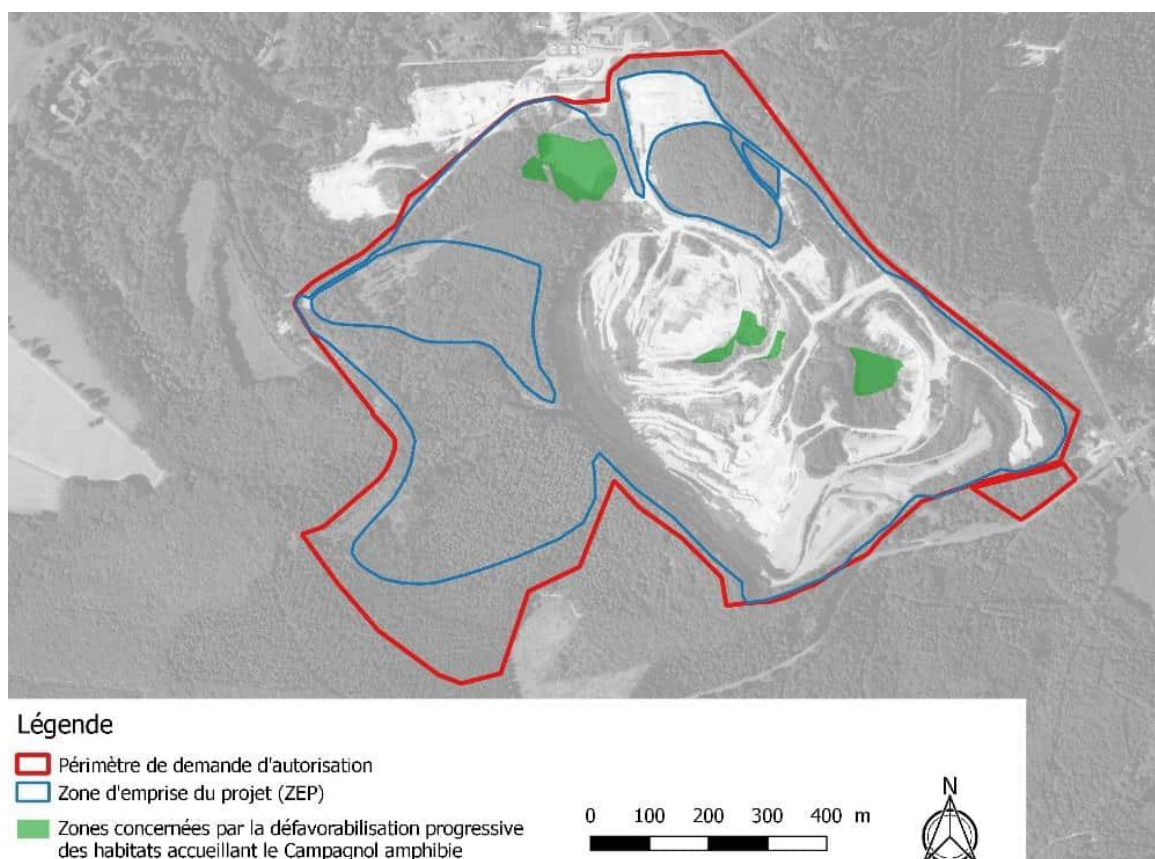 Légende
Périmètre de demande d'autorisation
Zone d'emprise du projet (ZEP)
Zones concernées par la défavorabilisation progressive
des habitats accueillant le Campagnol amphibie
0 100 200 300 400 m
N